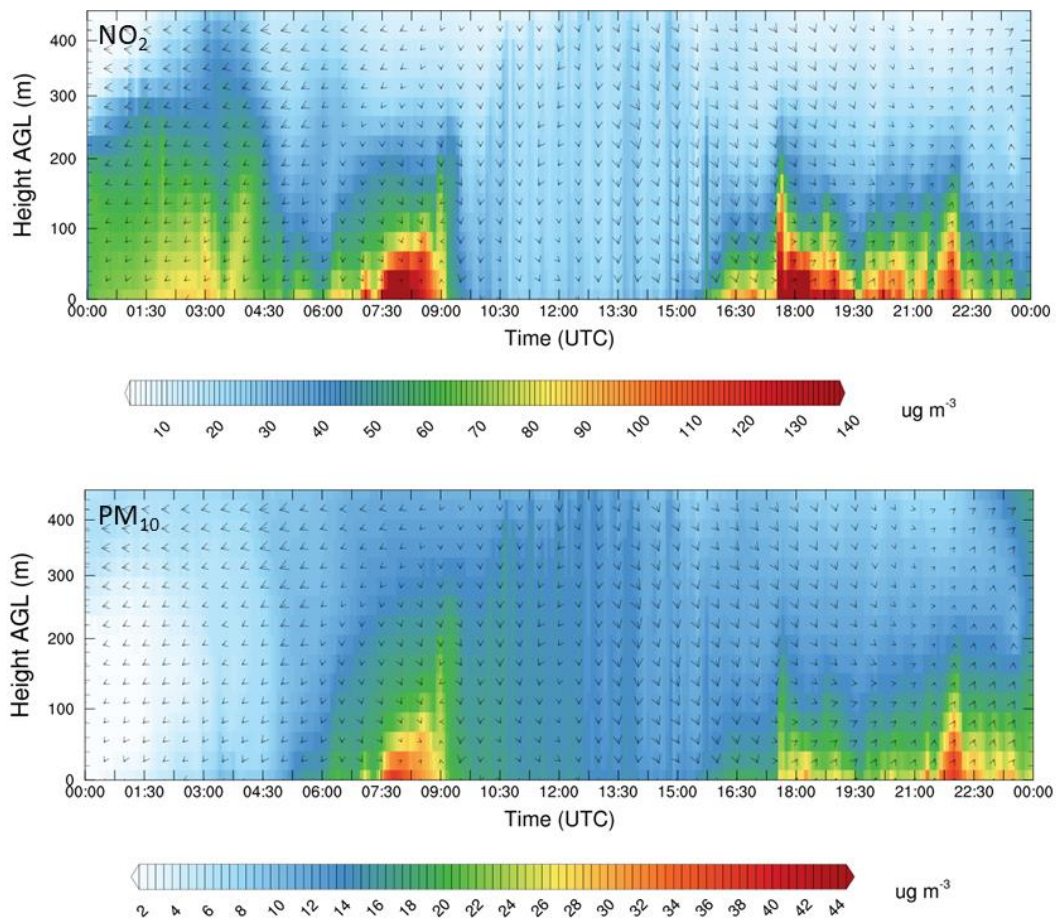 NO₂
400
300
200
100
0
Height AGL (m)
00:00 01:30 03:00 04:30 06:00 07:30 09:00 10:30 12:00 13:30 15:00 16:30 18:00 19:30 21:00 22:30 00:00
Time (UTC)
10 20 30 40 50 60 70 80 90 100 110 120 130 140
ug m⁻³
PM₁₀
400
300
200
100
0
Height AGL (m)
00:00 01:30 03:00 04:30 06:00 07:30 09:00 10:30 12:00 13:30 15:00 16:30 18:00 19:30 21:00 22:30 00:00
Time (UTC)
2 4 6 8 10 12 14 16 18 20 22 24 26 28 30 32 34 36 38 40 42 44
ug m⁻³